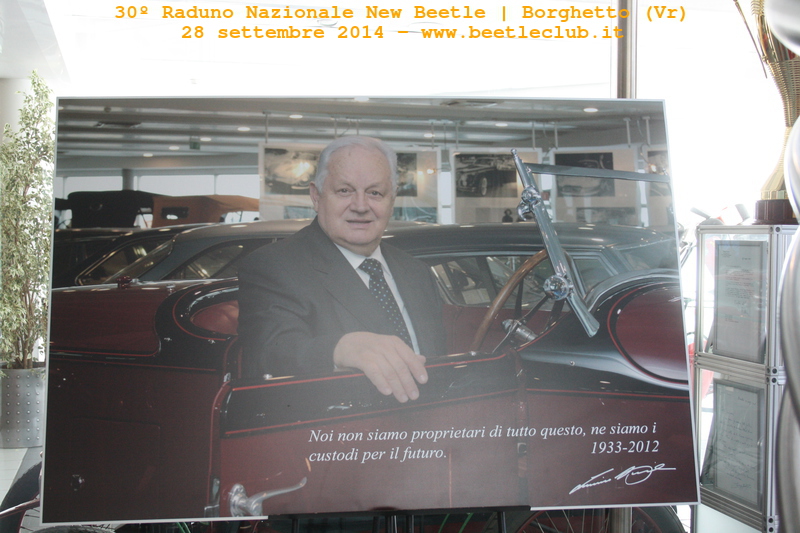 30º Raduno Nazionale New Beetle | Borghetto (Vr)
28 settembre 2014 - www.beetleclub.it
Noi non siamo proprietari di tutto questo, ne siamo i
custodi per il futuro.
1933-2012